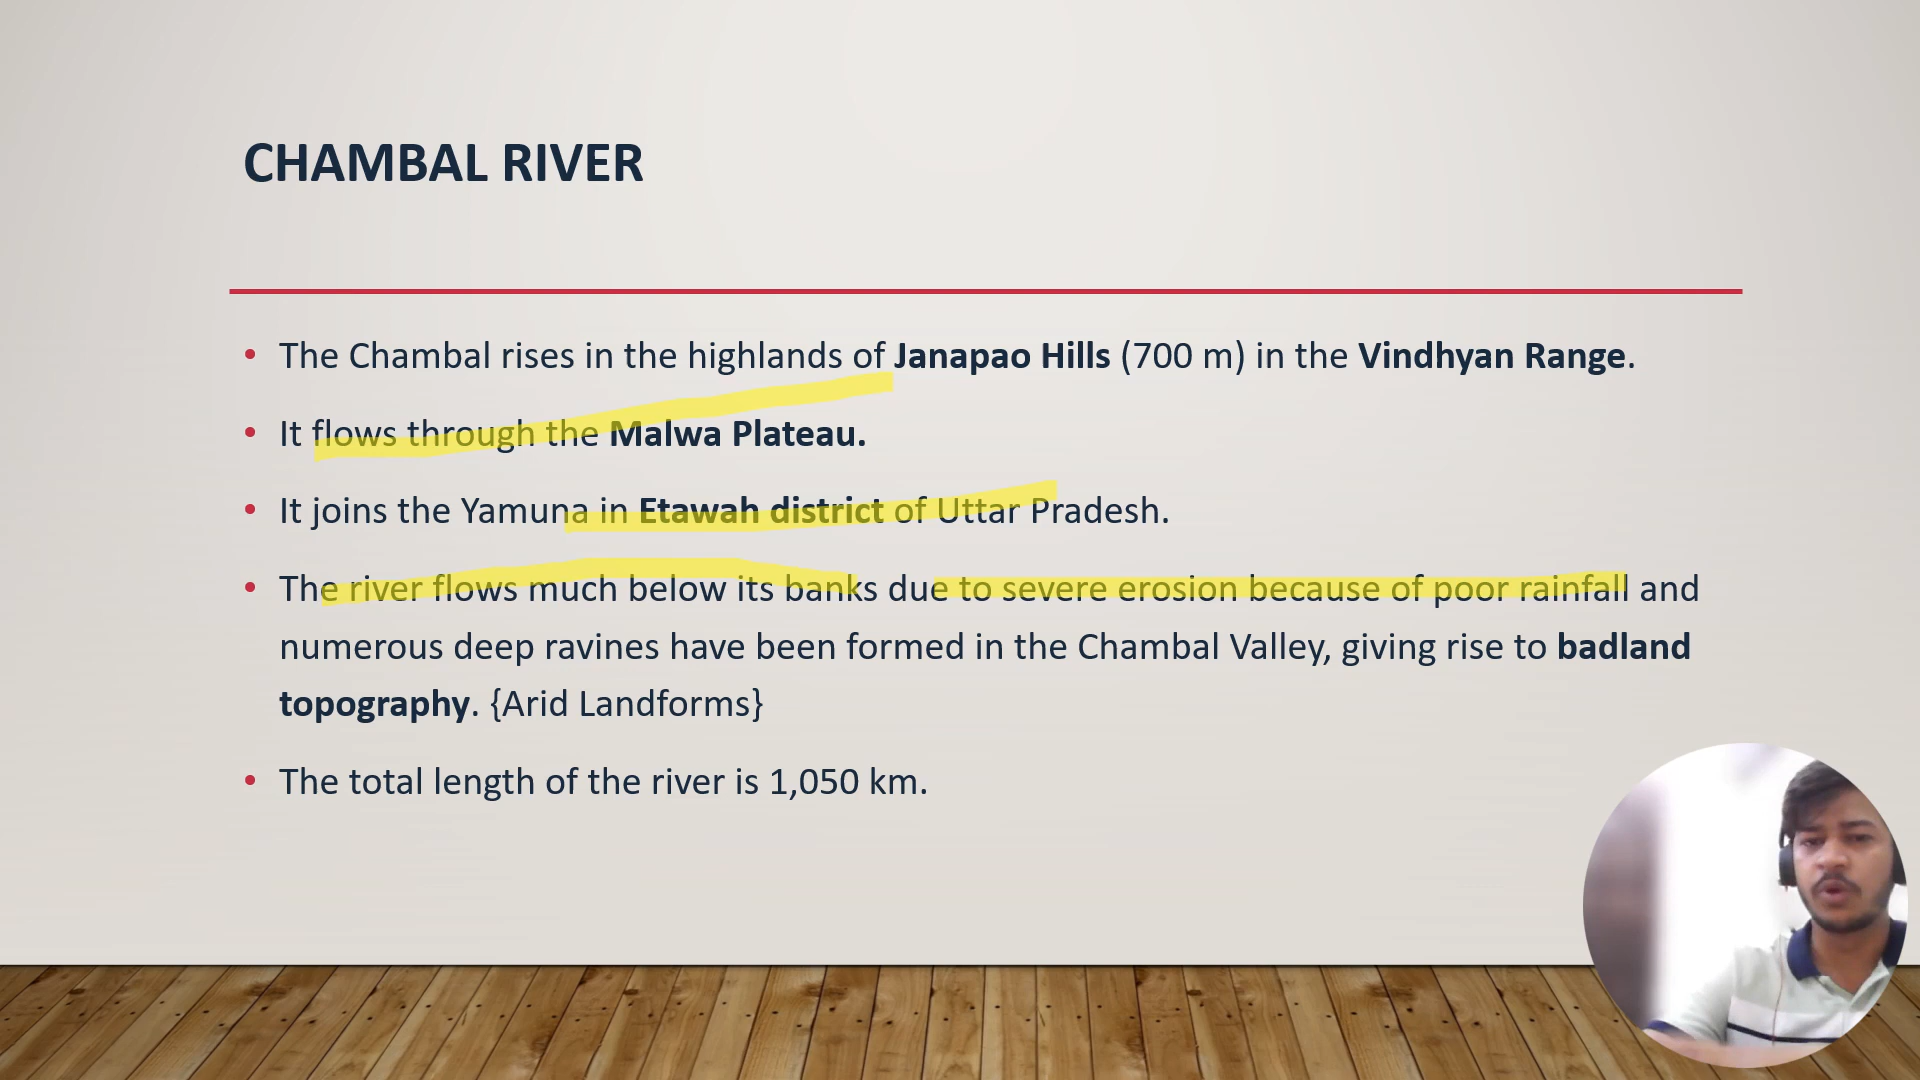 CHAMBAL RIVER
• The Chambal rises in the highlands of Janapao Hills (700 m) in the Vindhyan Range.
• It flows through the Malwa Plateau.
• It joins the Yamuna in Etawah district of Uttar Pradesh.
• The river flows much below its banks due to severe erosion because of poor rainfall and
numerous deep ravines have been formed in the Chambal Valley, giving rise to badland
topography. {Arid Landforms}
• The total length of the river is 1,050 km.